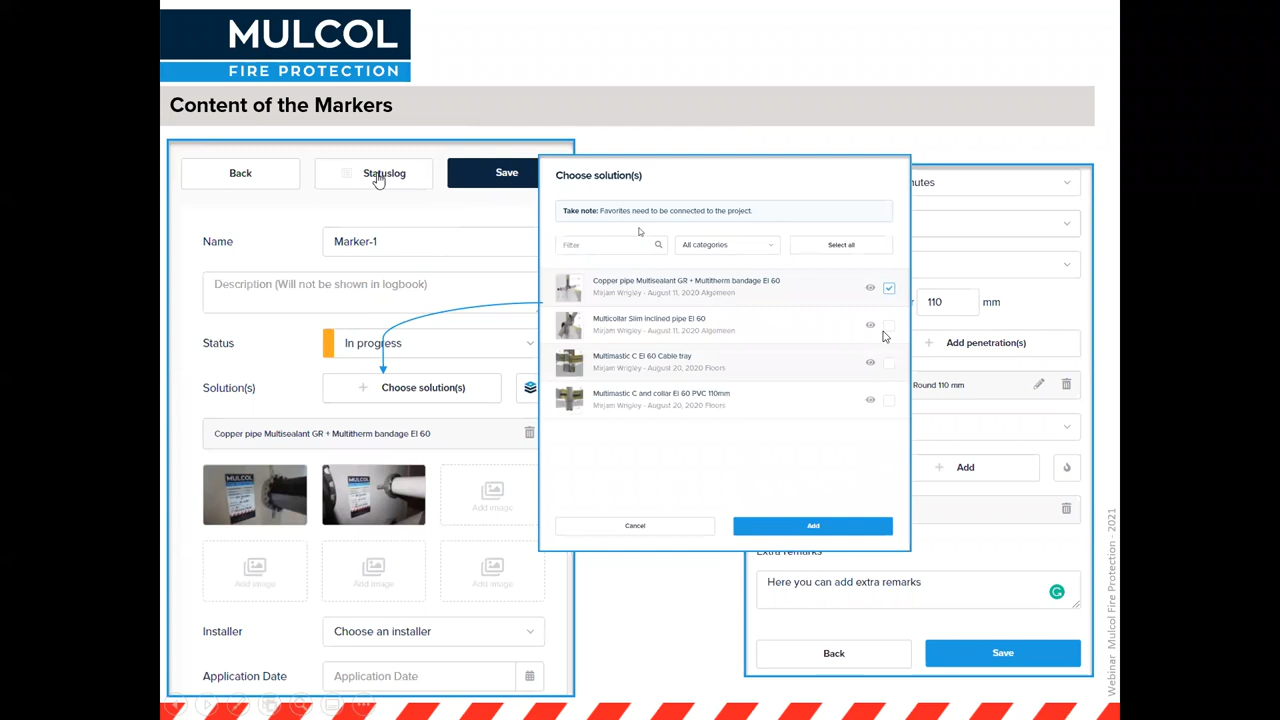 MULCOL
FIRE PROTECTION
Content of the Markers
Back
Statuslog
Save
Name
Marker-1
Description (Will not be shown in logbook)
Status
In progress
Solution(s)
Choose solution(s)
Copper pipe Multisealant GR + Multitherm bandage EI 60
Add image
Add image
Add image
Add image
Installer
Choose an installer
Application Date
Application Date
Choose solution(s)
Take note: Favorites need to be connected to the project.
Filter
All categories
Select all
Copper pipe Multisealant GR + Multitherm bandage EI 60
Mirjam Wrigley - August 11, 2020 Algemeen
Multicollar Slim inclined pipe EI 60
Mirjam Wrigley - August 11, 2020 Algemeen
Multimastic C EI 60 Cable tray
Mirjam Wrigley - August 20, 2020 Floors
Multimastic C and collar EI 60 PVC 110mm
Mirjam Wrigley - August 20, 2020 Floors
Cancel
Add
nutes
110 mm
Add penetration(s)
Round 110 mm
Add
Extra remarks
Here you can add extra remarks
Back
Save
Webinar Mulcol Fire Protection - 2021